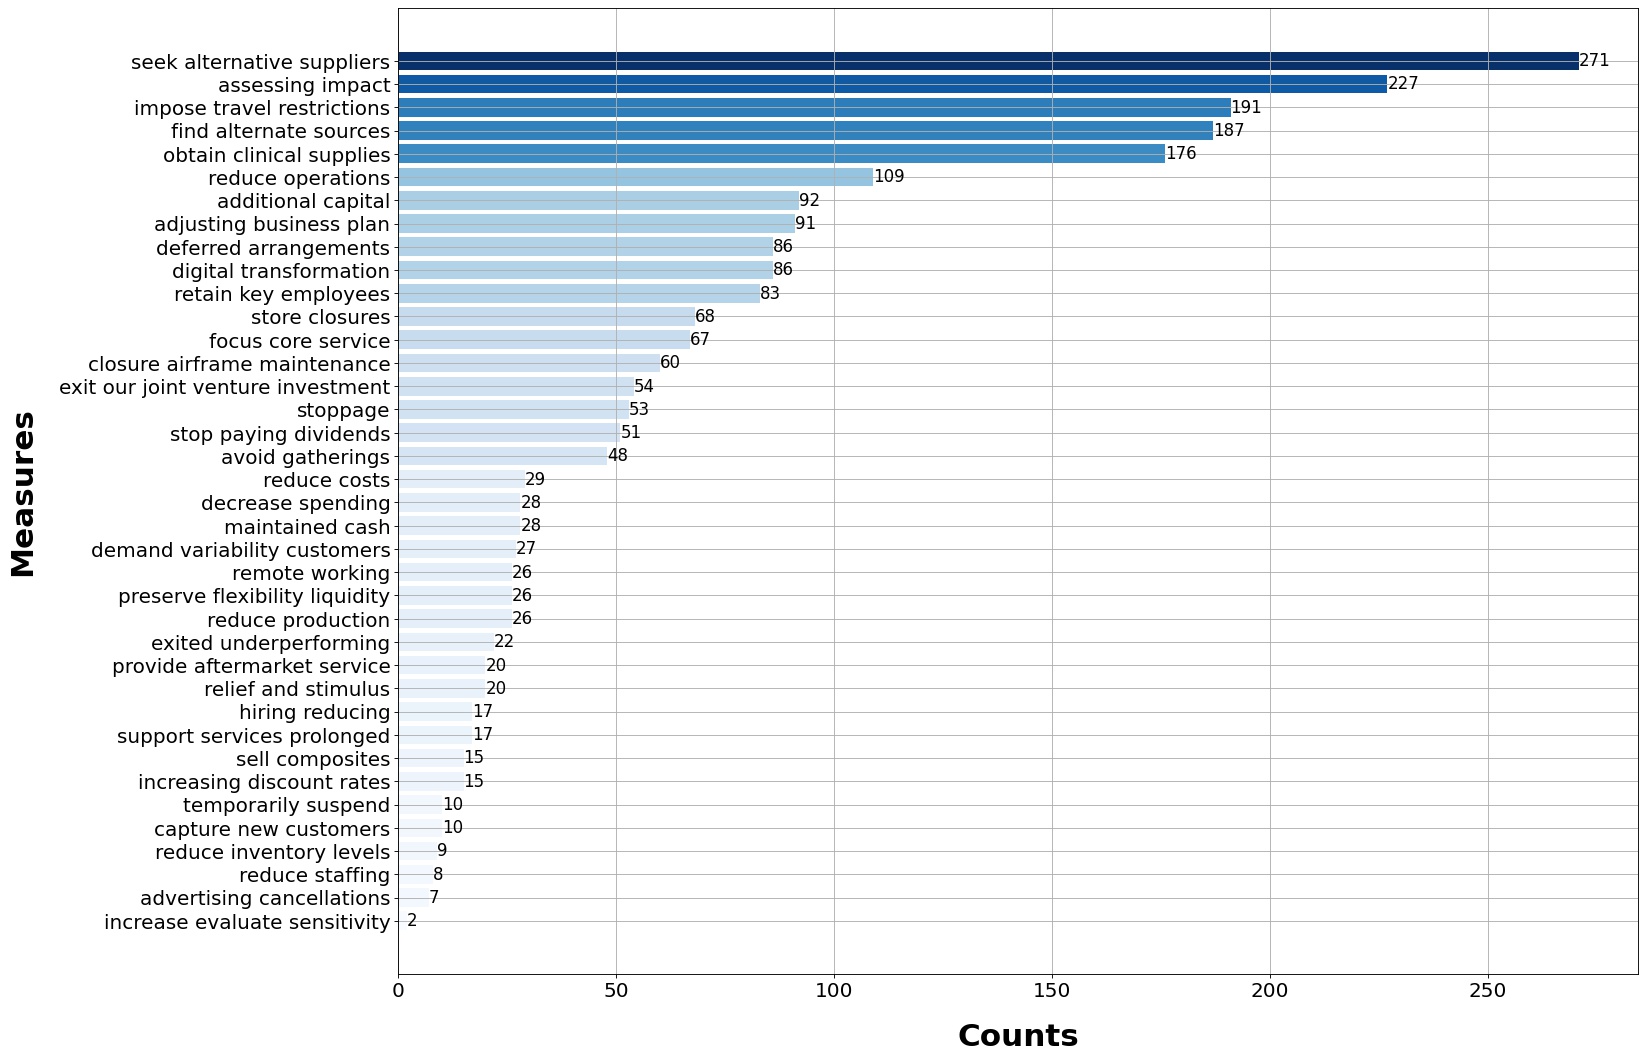 seek alternative suppliers 271
assessing impact 227
impose travel restrictions 191
find alternate sources 187
obtain clinical supplies 176
reduce operations 109
additional capital 92
adjusting business plan 91
deferred arrangements 86
digital transformation 86
retain key employees 83
store closures 68
focus core service 67
closure airframe maintenance 60
exit our joint venture investment 54
stoppage 53
stop paying dividends 51
avoid gatherings 48
reduce costs 29
decrease spending 28
maintained cash 28
demand variability customers 27
remote working 26
preserve flexibility liquidity 26
reduce production 26
exited underperforming 22
provide aftermarket service 20
relief and stimulus 20
hiring reducing 17
support services prolonged 17
sell composites 15
increasing discount rates 15
temporarily suspend 10
capture new customers 10
reduce inventory levels 9
reduce staffing 8
advertising cancellations 7
increase evaluate sensitivity 2
Measures
0 50 100 150 200 250
Counts